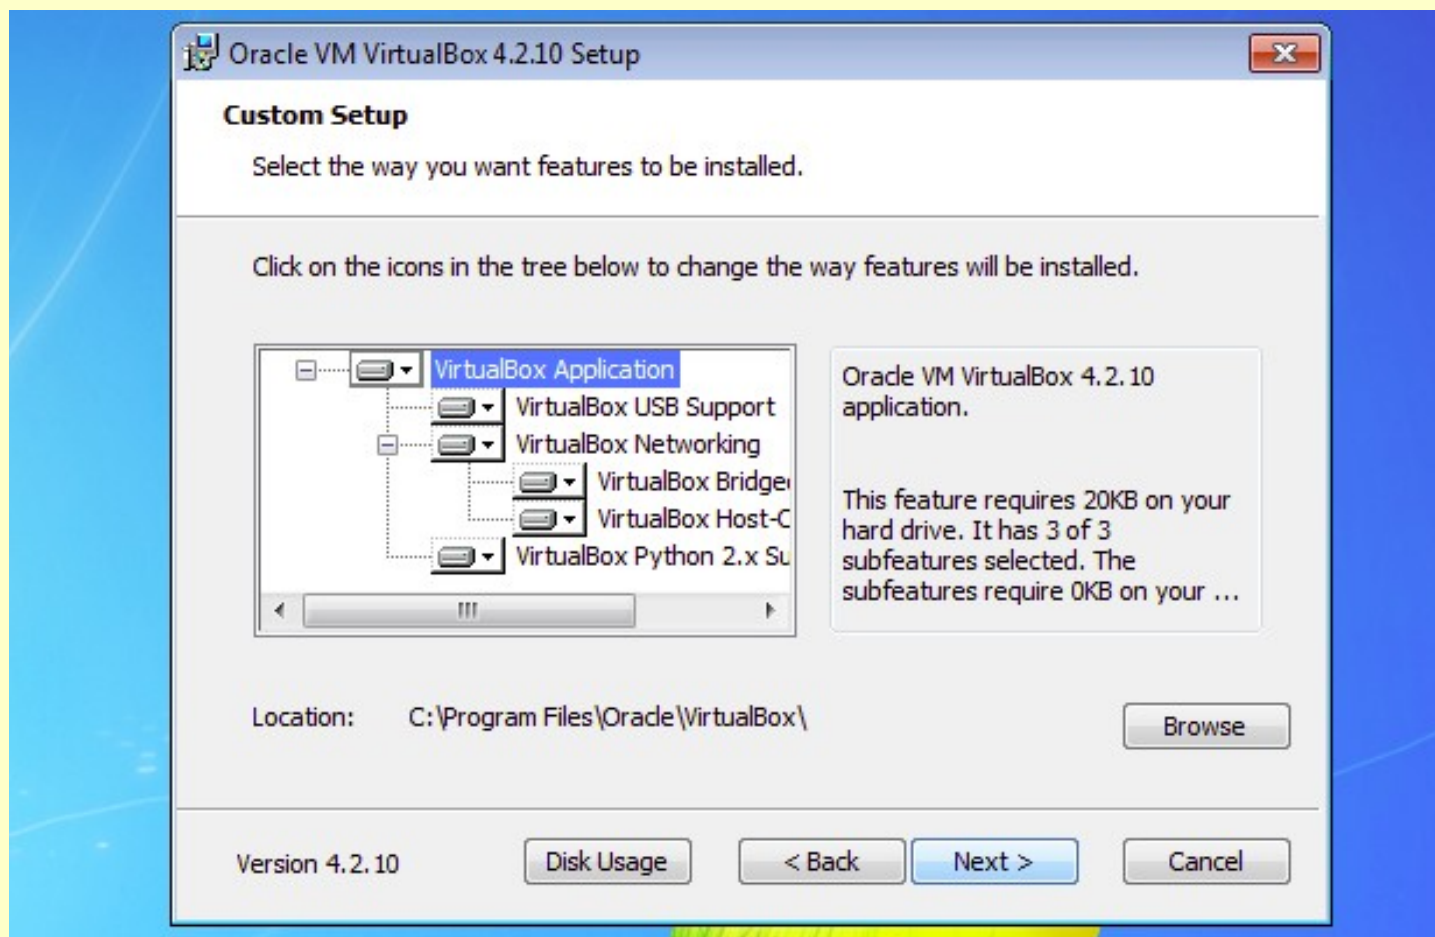 Oracle VM VirtualBox 4.2.10 Setup
Custom Setup
Select the way you want features to be installed.
Click on the icons in the tree below to change the way features will be installed.
VirtualBox Application
VirtualBox USB Support
VirtualBox Networking
VirtualBox Bridge
VirtualBox Host-
VirtualBox Python 2.x Su
Oracle VM VirtualBox 4.2.10
application.
This feature requires 20KB on your
hard drive. It has 3 of 3
subfeatures selected. The
subfeatures require 0KB on your ...
Location: C:\Program Files\Oracle\VirtualBox\
Browse
Version 4.2.10
Disk Usage
< Back
Next >
Cancel